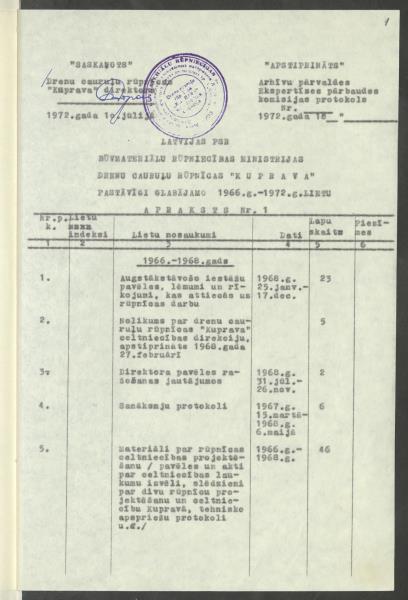 1
"SASKAŅOTS"
Drenu cauruļu rūpnīcas
"Kuprava" direktors
1972.gada 10.jūlijā
"APSTIPRINĀTS"
Arhīvu pārvaldes
Ekspertīzes pārbaudes
komisijas protokols
Nr.
1972.gada 18 "
LATVIJAS PSR
BŪVMATERIĀLU RŪPNIECĪBAS MINISTRIJAS
DRENU CAURUĻU RŪPNĪCAS "K U P R A V A"
PASTĀVĪGI GLABĀJAMO 1966.g.-1972.g.LIETU
A P R A K S T S Nr.1
Nr.p.k. Lietu indeksi Lietu nosaukumi Dati Lapu skaits Piezīmes
1 2 3 4 5 6
1966.-1968.gads
1. Augstākstāvošo iestāžu 1968.g. 23
pavēles, lēmumi un rī- 25.janv.-
kojumi, kas attiecās uz 17.dec.
rūpnīcas darbu
2. Nolikums par drenu cau- 5
ruļu rūpnīcas "Kuprava"
celtniecības direkciju,
apstiprināts 1968.gada
27.februārī
3. Direktora pavēles ra- 1968.g. 2
žošanas jautājumos 31.jūl.-
26.nov.
4. Sanāksmju protokoli 1967.g. 6
15.martā-
1968.g.
6.maijā
5. Materiāli par rūpnīcas 1966.g.- 46
celtniecības projektē- 1968.g.
šanu / pavēles un akti
par celtniecības lau-
kumu izvēli, slēdzieni
par divu rūpnīcu pro-
jektēšanu un celtnie-
cību Kupravā, tehnisko
apspriežu protokoli
u.c./